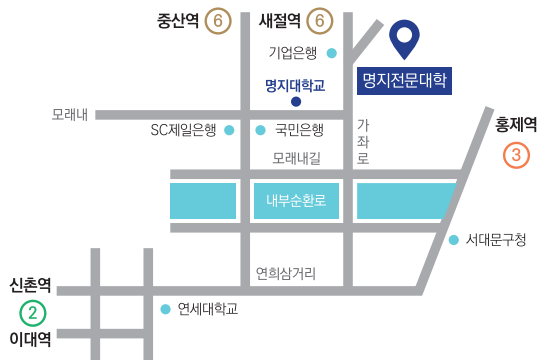 중산역 6
새절역 6
기업은행
명지전문대학
명지대학교
모래내
SC제일은행
국민은행
가좌로
홍제역
3
모래내길
내부순환로
서대문구청
연희삼거리
신촌역
2
연세대학교
이대역